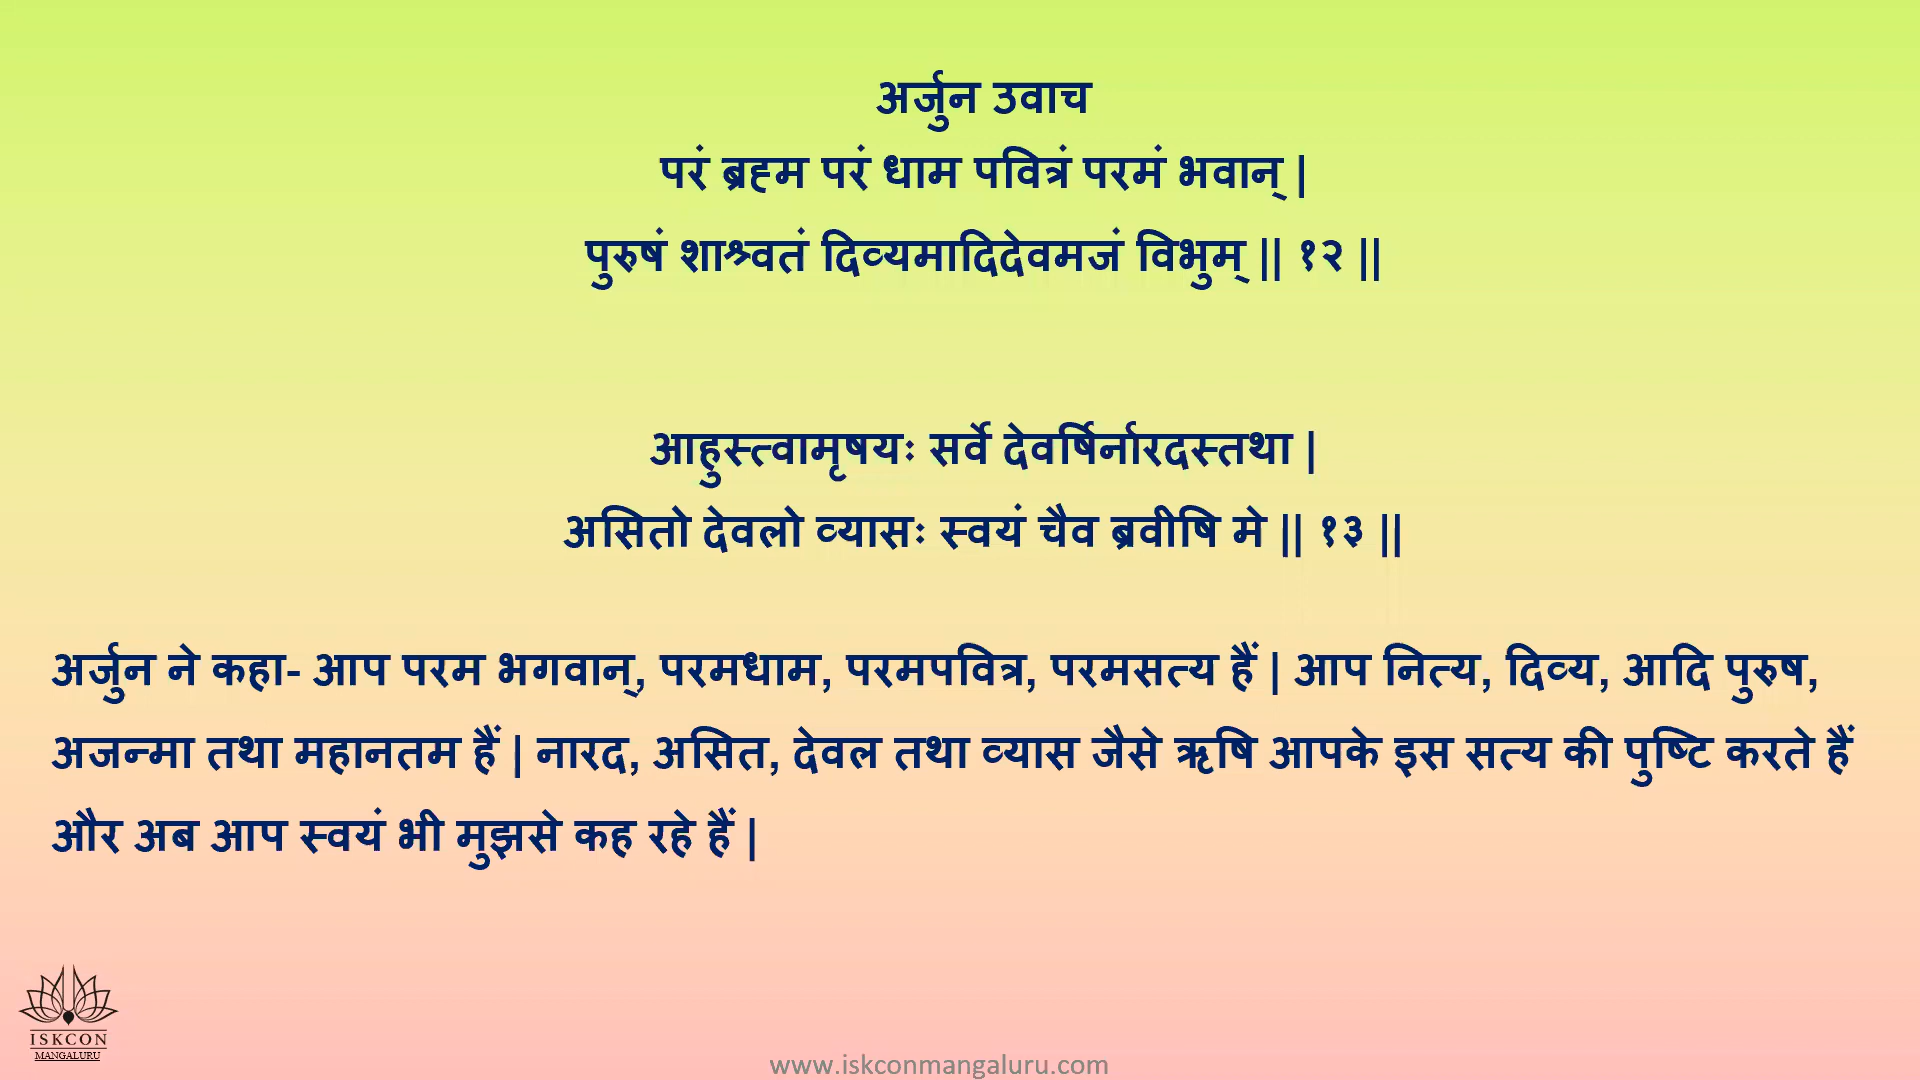 अर्जुन उवाच
परं ब्रह्म परं धाम पवित्रं परमं भवान् |
पुरुषं शाश्र्वतं दिव्यमादिदेवमजं विभुम् || १२ ||
आहुस्त्वामृषयः सर्वे देवर्षिर्नारदस्तथा |
असितो देवलो व्यासः स्वयं चैव ब्रवीषि मे || १३ ||
अर्जुन ने कहा- आप परम भगवान्, परमधाम, परमपवित्र, परमसत्य हैं | आप नित्य, दिव्य, आदि पुरुष,
अजन्मा तथा महानतम हैं | नारद, असित, देवल तथा व्यास जैसे ऋषि आपके इस सत्य की पुष्टि करते हैं
और अब आप स्वयं भी मुझसे कह रहे हैं |
ISKCON
MANGALURU
www.iskconmangaluru.com